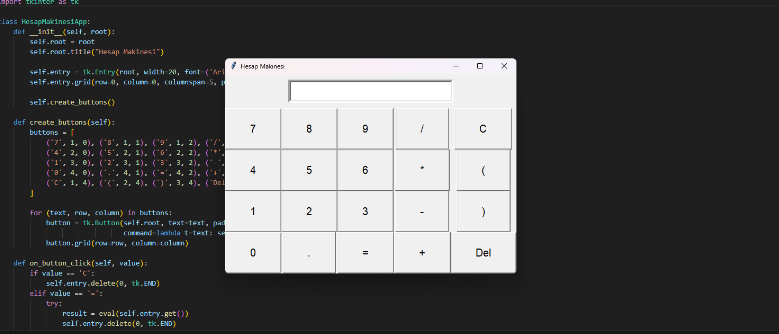 import tkinter as tk
class HesapMakinesiApp:
def __init__(self, root):
self.root = root
self.root.title("Hesap Makinesi")
self.entry = tk.Entry(root, width=20, font=('Ari
self.entry.grid(row=0, column=0, columnspan=5, p
self.create_buttons()
def create_buttons(self):
buttons = [
('7', 1, 0), ('8', 1, 1), ('9', 1, 2), ('/',
('4', 2, 0), ('5', 2, 1), ('6', 2, 2), ('*',
('1', 3, 0), ('2', 3, 1), ('3', 3, 2), ('-',
('0', 4, 0), ('.', 4, 1), ('=', 4, 2), ('+',
('C', 1, 4), ('(', 2, 4), (')', 3, 4), ('Del
]
for (text, row, column) in buttons:
button = tk.Button(self.root, text=text, pad
command=lambda t=text: se
button.grid(row=row, column=column)
def on_button_click(self, value):
if value == 'C':
self.entry.delete(0, tk.END)
elif value == '=':
try:
result = eval(self.entry.get())
self.entry.delete(0, tk.END)
Hesap Makinesi
7 8 9 / C
4 5 6 * (
1 2 3 - )
0 . = + Del